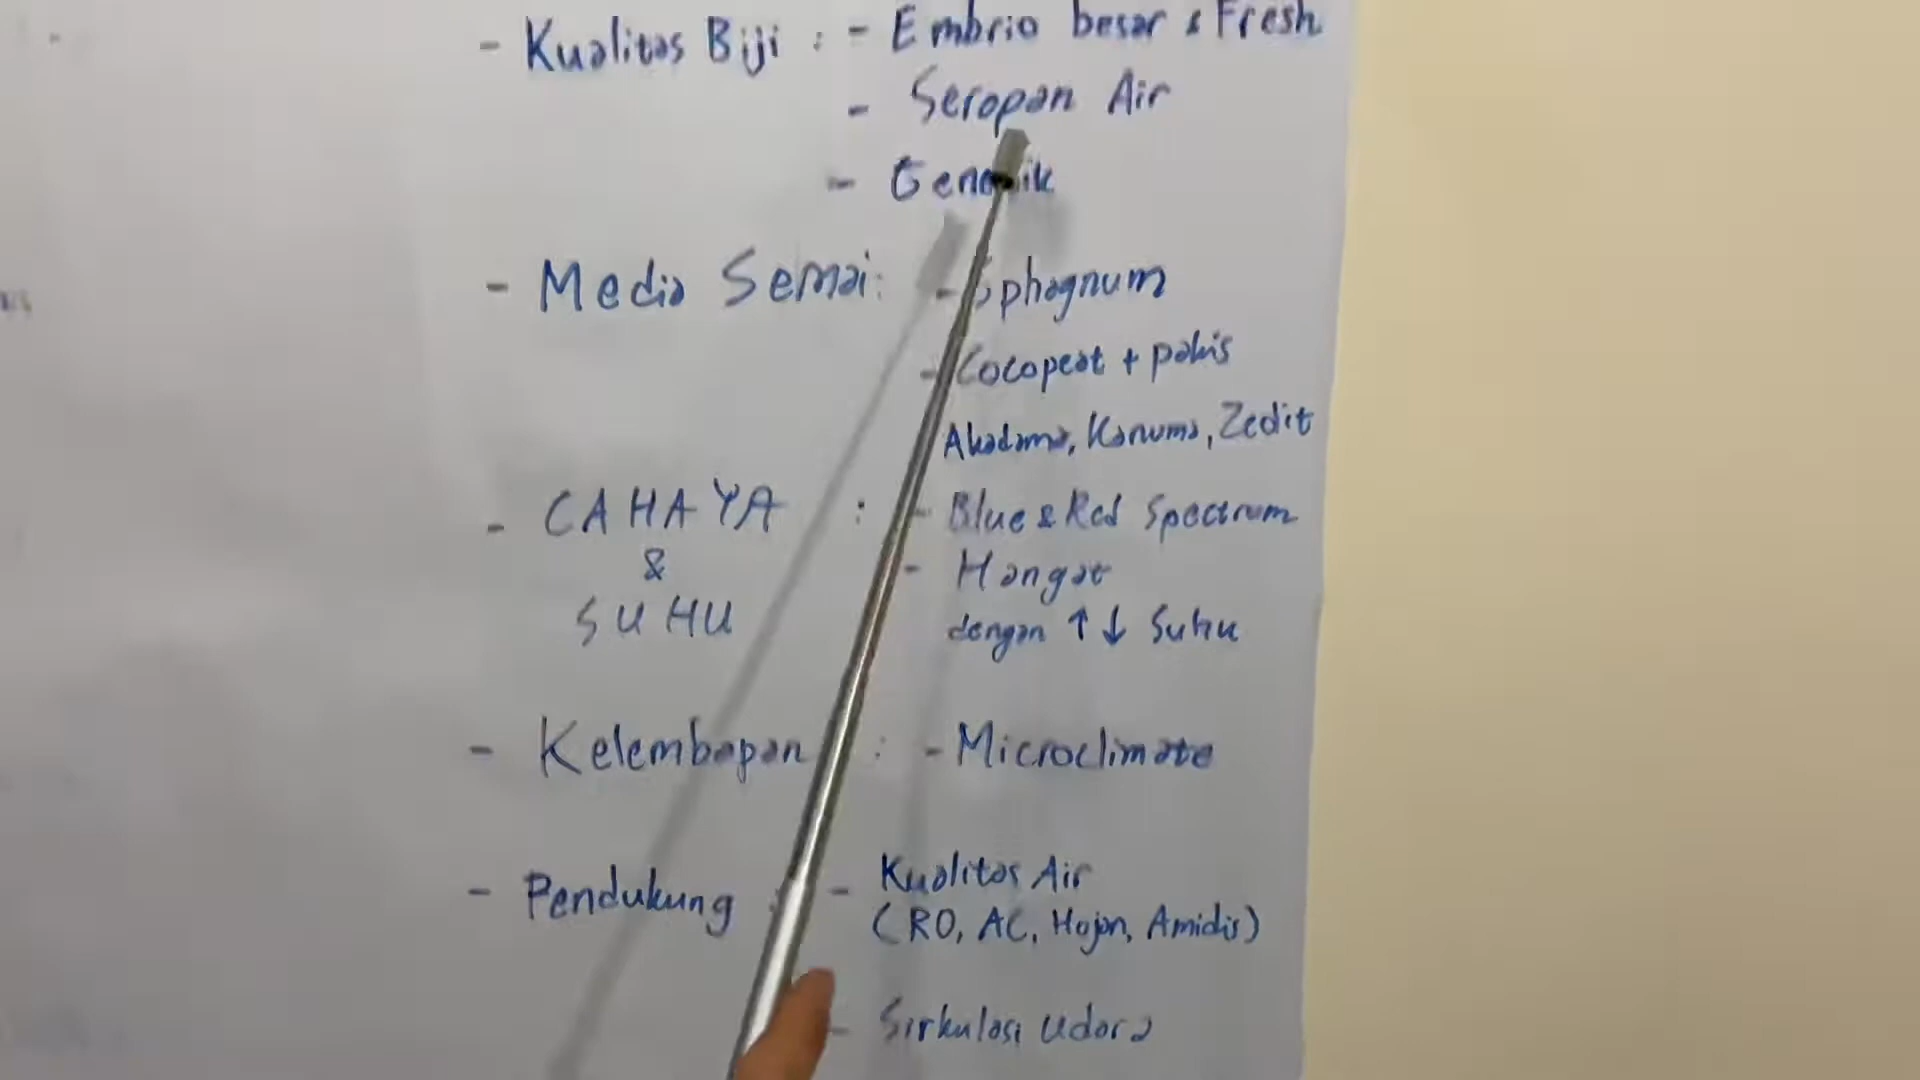 - Kualitas Biji : - Embrio besar & Fresh
- Serapan Air
- Genetik
- Media Semai : - Sphagnum
- Cocopeat + pakis
Akadama, Kanuma, Zeolit
- CAHAYA : - Blue & Red Spectrum
&
- Hangat
SUHU
dengan ↑↓ Suhu
- Kelembapan : - Microclimate
- Pendukung : - Kualitas Air
(RO, AC, Hujan, Amidis)
- Sirkulasi Udara